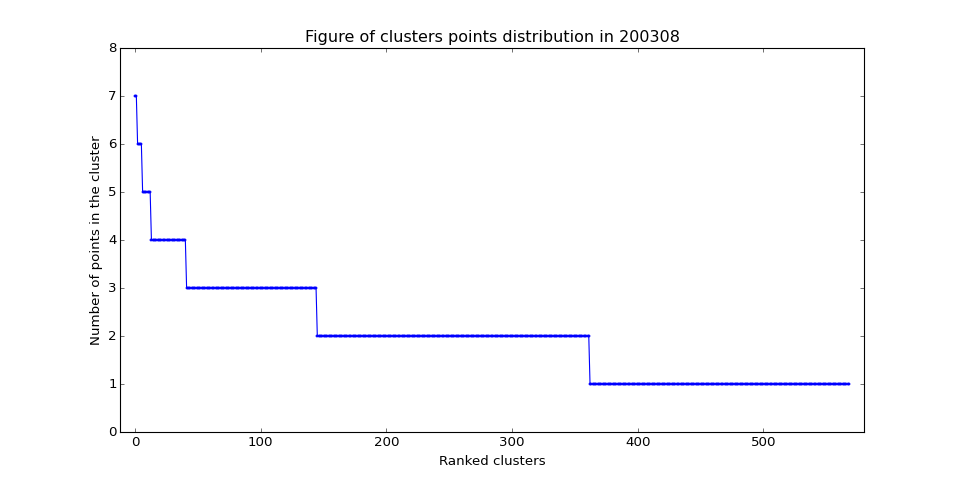 Figure of clusters points distribution in 200308
8
7
6
5
4
3
2
1
0
Number of points in the cluster
0 100 200 300 400 500
Ranked clusters